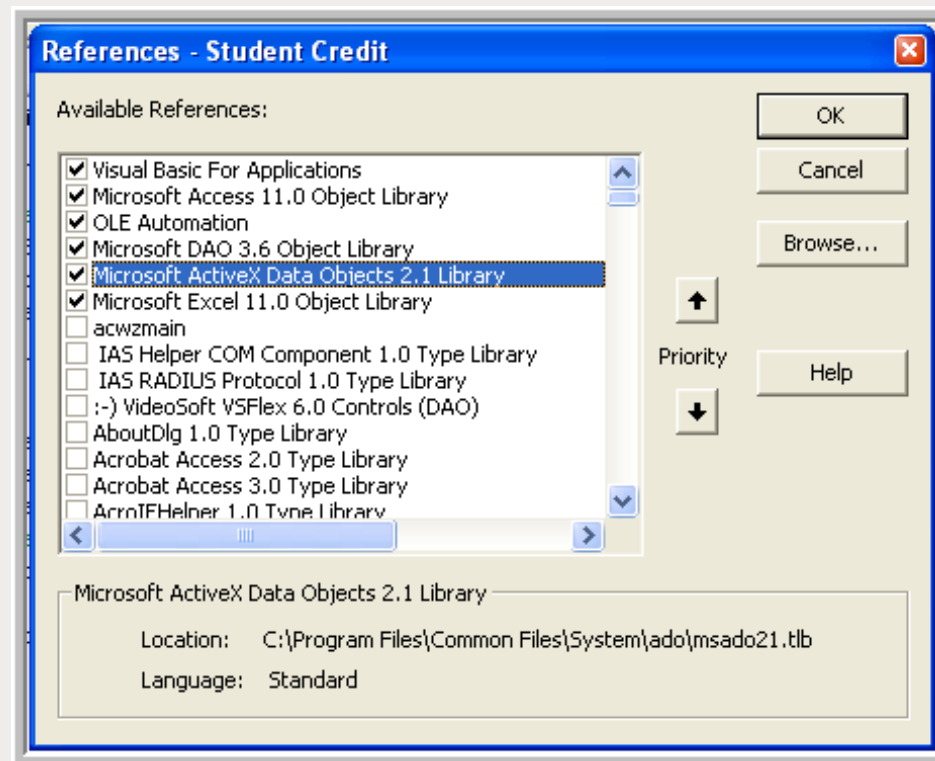 References - Student Credit
Available References:
OK
Visual Basic For Applications
Cancel
Microsoft Access 11.0 Object Library
OLE Automation
Microsoft DAO 3.6 Object Library
Browse...
Microsoft ActiveX Data Objects 2.1 Library
Microsoft Excel 11.0 Object Library
acwzmain
IAS Helper COM Component 1.0 Type Library
Priority
IAS RADIUS Protocol 1.0 Type Library
Help
:-) VideoSoft VSFlex 6.0 Controls (DAO)
AboutDlg 1.0 Type Library
Acrobat Access 2.0 Type Library
Acrobat Access 3.0 Type Library
AcroIEHelper 1.0 Type Library
Microsoft ActiveX Data Objects 2.1 Library
Location: C:\Program Files\Common Files\System\ado\msado21.tlb
Language: Standard